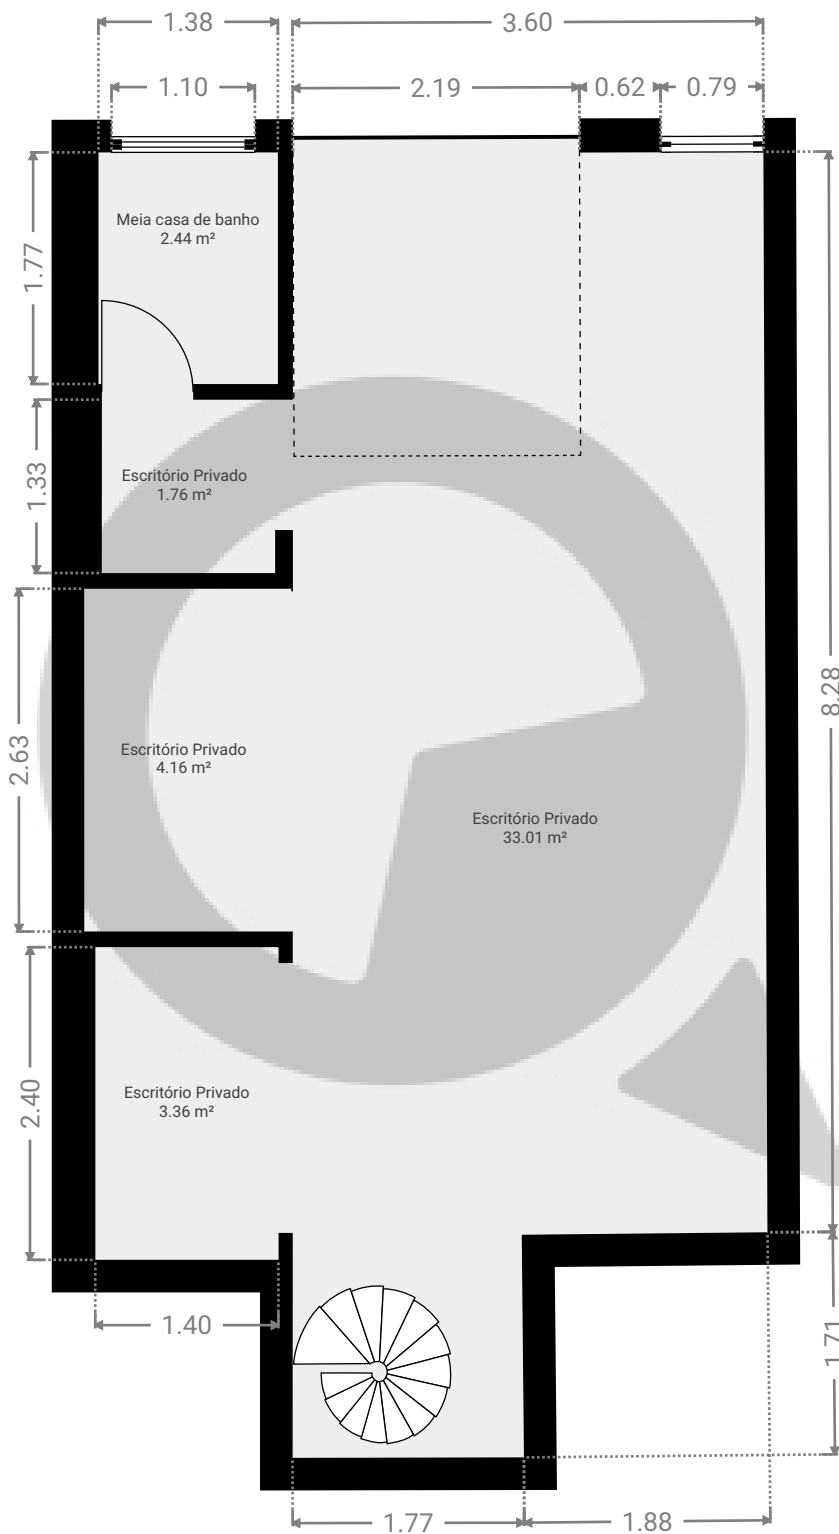 1.38
3.60
1.10
2.19
0.62
0.79
Meia casa de banho
2.44 m²
1.77
Escritório Privado
1.76 m²
1.33
8.28
Escritório Privado
4.16 m²
2.63
Escritório Privado
33.01 m²
Escritório Privado
3.36 m²
2.40
1.40
1.71
1.77
1.88